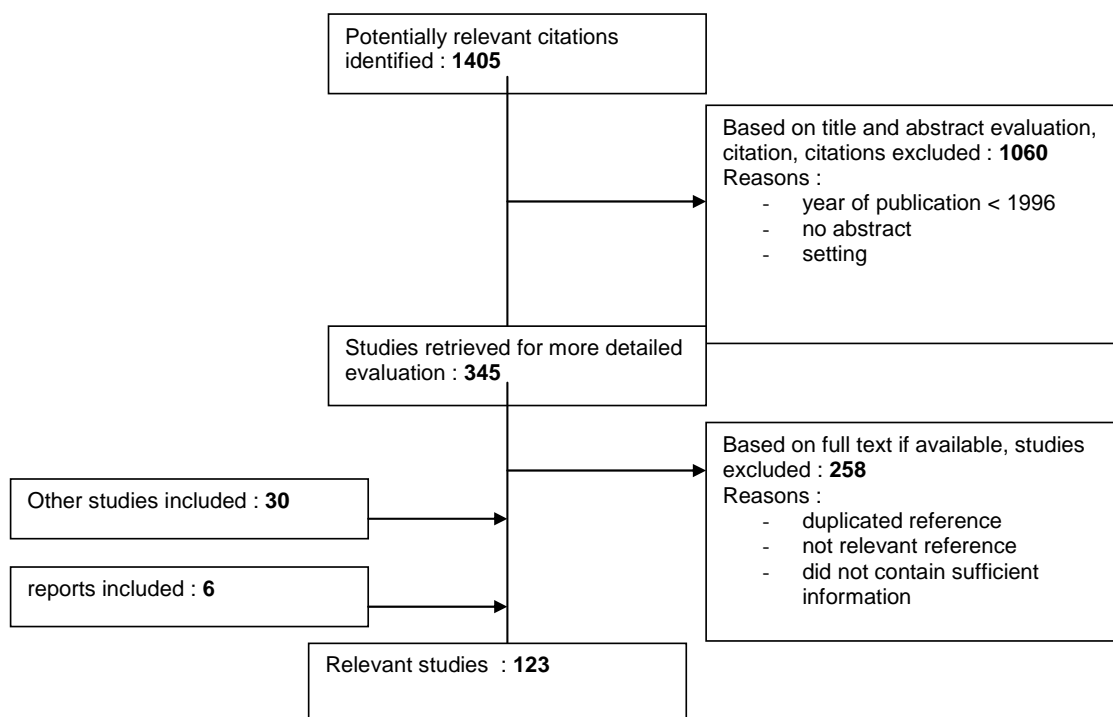 Potentially relevant citations
identified : 1405
Based on title and abstract evaluation,
citation, citations excluded : 1060
Reasons :
- year of publication < 1996
- no abstract
- setting
Studies retrieved for more detailed
evaluation : 345
Based on full text if available, studies
excluded : 258
Reasons :
- duplicated reference
- not relevant reference
- did not contain sufficient
information
Other studies included : 30
reports included : 6
Relevant studies : 123